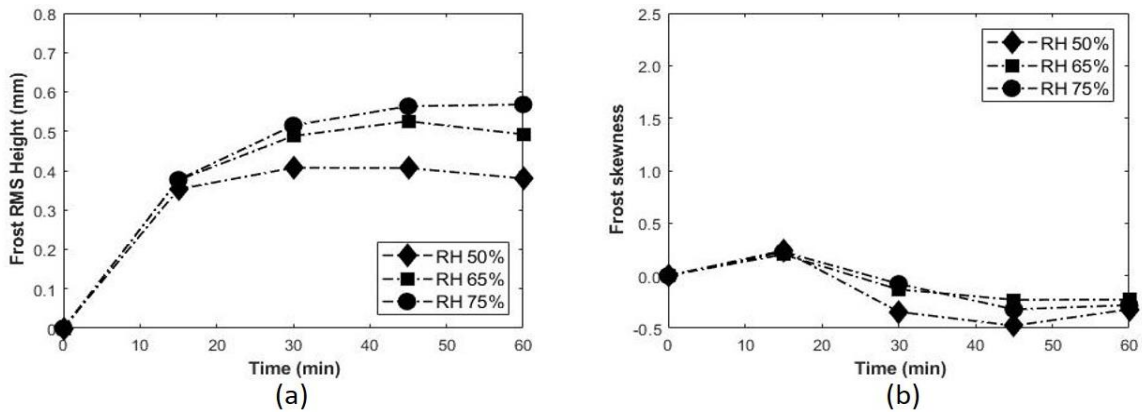 0.8
0.7
0.6
0.5
0.4
0.3
0.2
0.1
0
Frost RMS Height (mm)
RH 50%
RH 65%
RH 75%
0 10 20 30 40 50 60
Time (min)
(a)
2.5
2.0
1.5
1.0
0.5
0.0
-0.5
Frost skewness
RH 50%
RH 65%
RH 75%
0 10 20 30 40 50 60
Time (min)
(b)